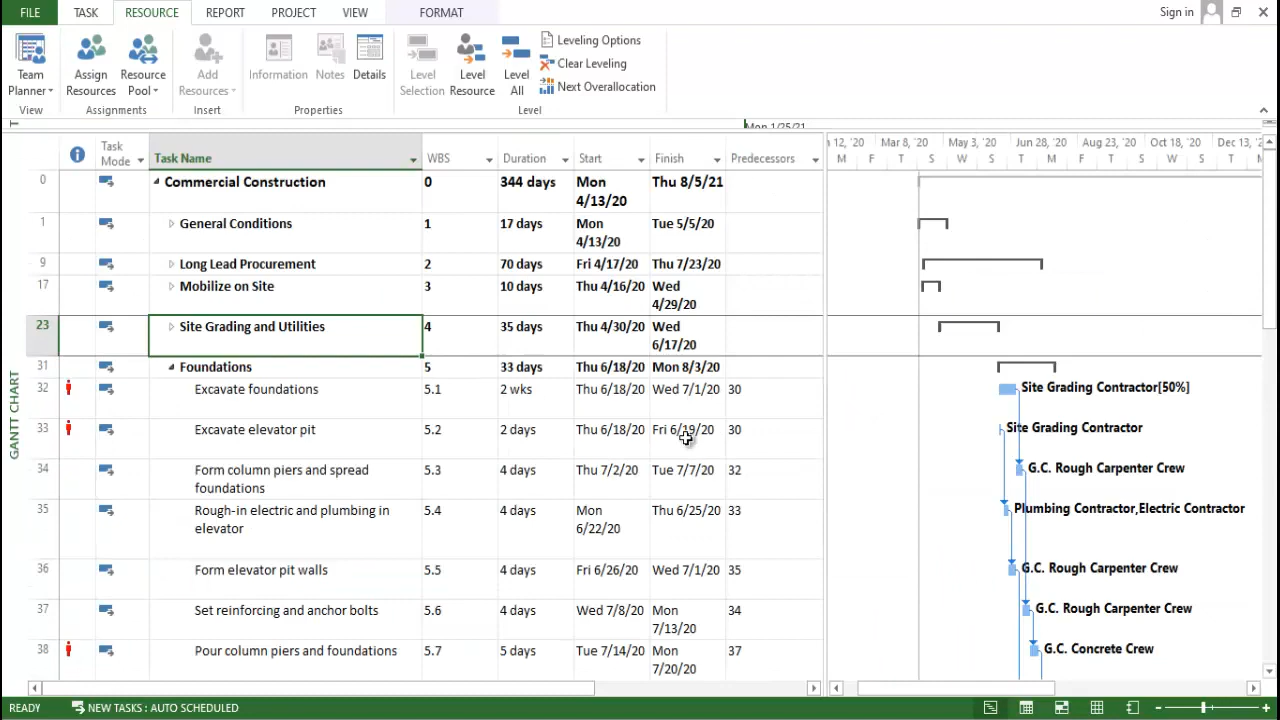 FILE TASK RESOURCE REPORT PROJECT VIEW FORMAT Sign in
Team Planner Assign Resources Resource Pool Add Resources Information Notes Details Level Selection Level Resource Level All
Leveling Options
Clear Leveling
Next Overallocation
View Assignments Insert Properties Level
Mon 1/25/21
Task Mode Task Name WBS Duration Start Finish Predecessors
12, '20 Mar 8, '20 May 3, '20 Jun 28, '20 Aug 23, '20 Oct 18, '20 Dec 13, '20
M F T S W S T M F T S W S T
0 Commercial Construction 0 344 days Mon 4/13/20 Thu 8/5/21
1 General Conditions 1 17 days Mon 4/13/20 Tue 5/5/20
9 Long Lead Procurement 2 70 days Fri 4/17/20 Thu 7/23/20
17 Mobilize on Site 3 10 days Thu 4/16/20 Wed 4/29/20
23 Site Grading and Utilities 4 35 days Thu 4/30/20 Wed 6/17/20
31 Foundations 5 33 days Thu 6/18/20 Mon 8/3/20
32 Excavate foundations 5.1 2 wks Thu 6/18/20 Wed 7/1/20 30 Site Grading Contractor[50%]
33 Excavate elevator pit 5.2 2 days Thu 6/18/20 Fri 6/19/20 30 Site Grading Contractor
34 Form column piers and spread foundations 5.3 4 days Thu 7/2/20 Tue 7/7/20 32 G.C. Rough Carpenter Crew
35 Rough-in electric and plumbing in elevator 5.4 4 days Mon 6/22/20 Thu 6/25/20 33 Plumbing Contractor,Electric Contractor
36 Form elevator pit walls 5.5 4 days Fri 6/26/20 Wed 7/1/20 35 G.C. Rough Carpenter Crew
37 Set reinforcing and anchor bolts 5.6 4 days Wed 7/8/20 Mon 7/13/20 34 G.C. Rough Carpenter Crew
38 Pour column piers and foundations 5.7 5 days Tue 7/14/20 Mon 7/20/20 37 G.C. Concrete Crew
GANTT CHART
READY NEW TASKS : AUTO SCHEDULED